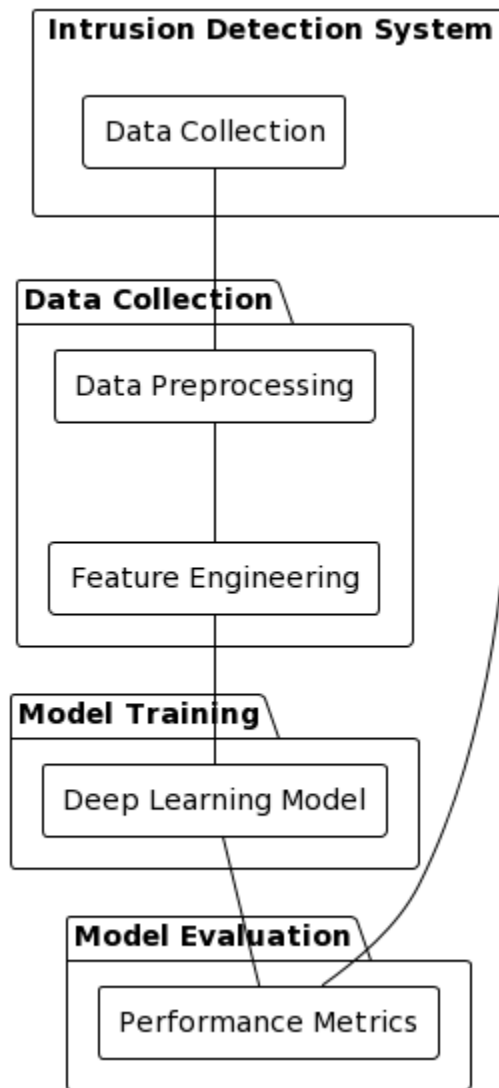 Intrusion Detection System
Data Collection
Data Collection
Data Preprocessing
Feature Engineering
Model Training
Deep Learning Model
Model Evaluation
Performance Metrics